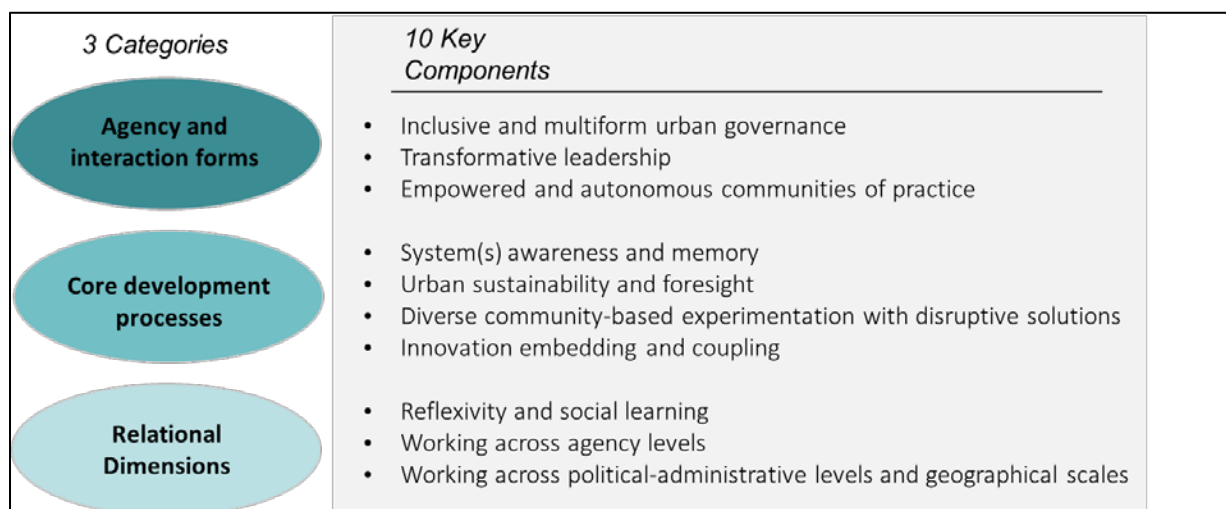 3 Categories
10 Key
Components
Agency and
interaction forms
• Inclusive and multiform urban governance
• Transformative leadership
• Empowered and autonomous communities of practice
Core development
processes
• System(s) awareness and memory
• Urban sustainability and foresight
• Diverse community-based experimentation with disruptive solutions
• Innovation embedding and coupling
Relational
Dimensions
• Reflexivity and social learning
• Working across agency levels
• Working across political-administrative levels and geographical scales